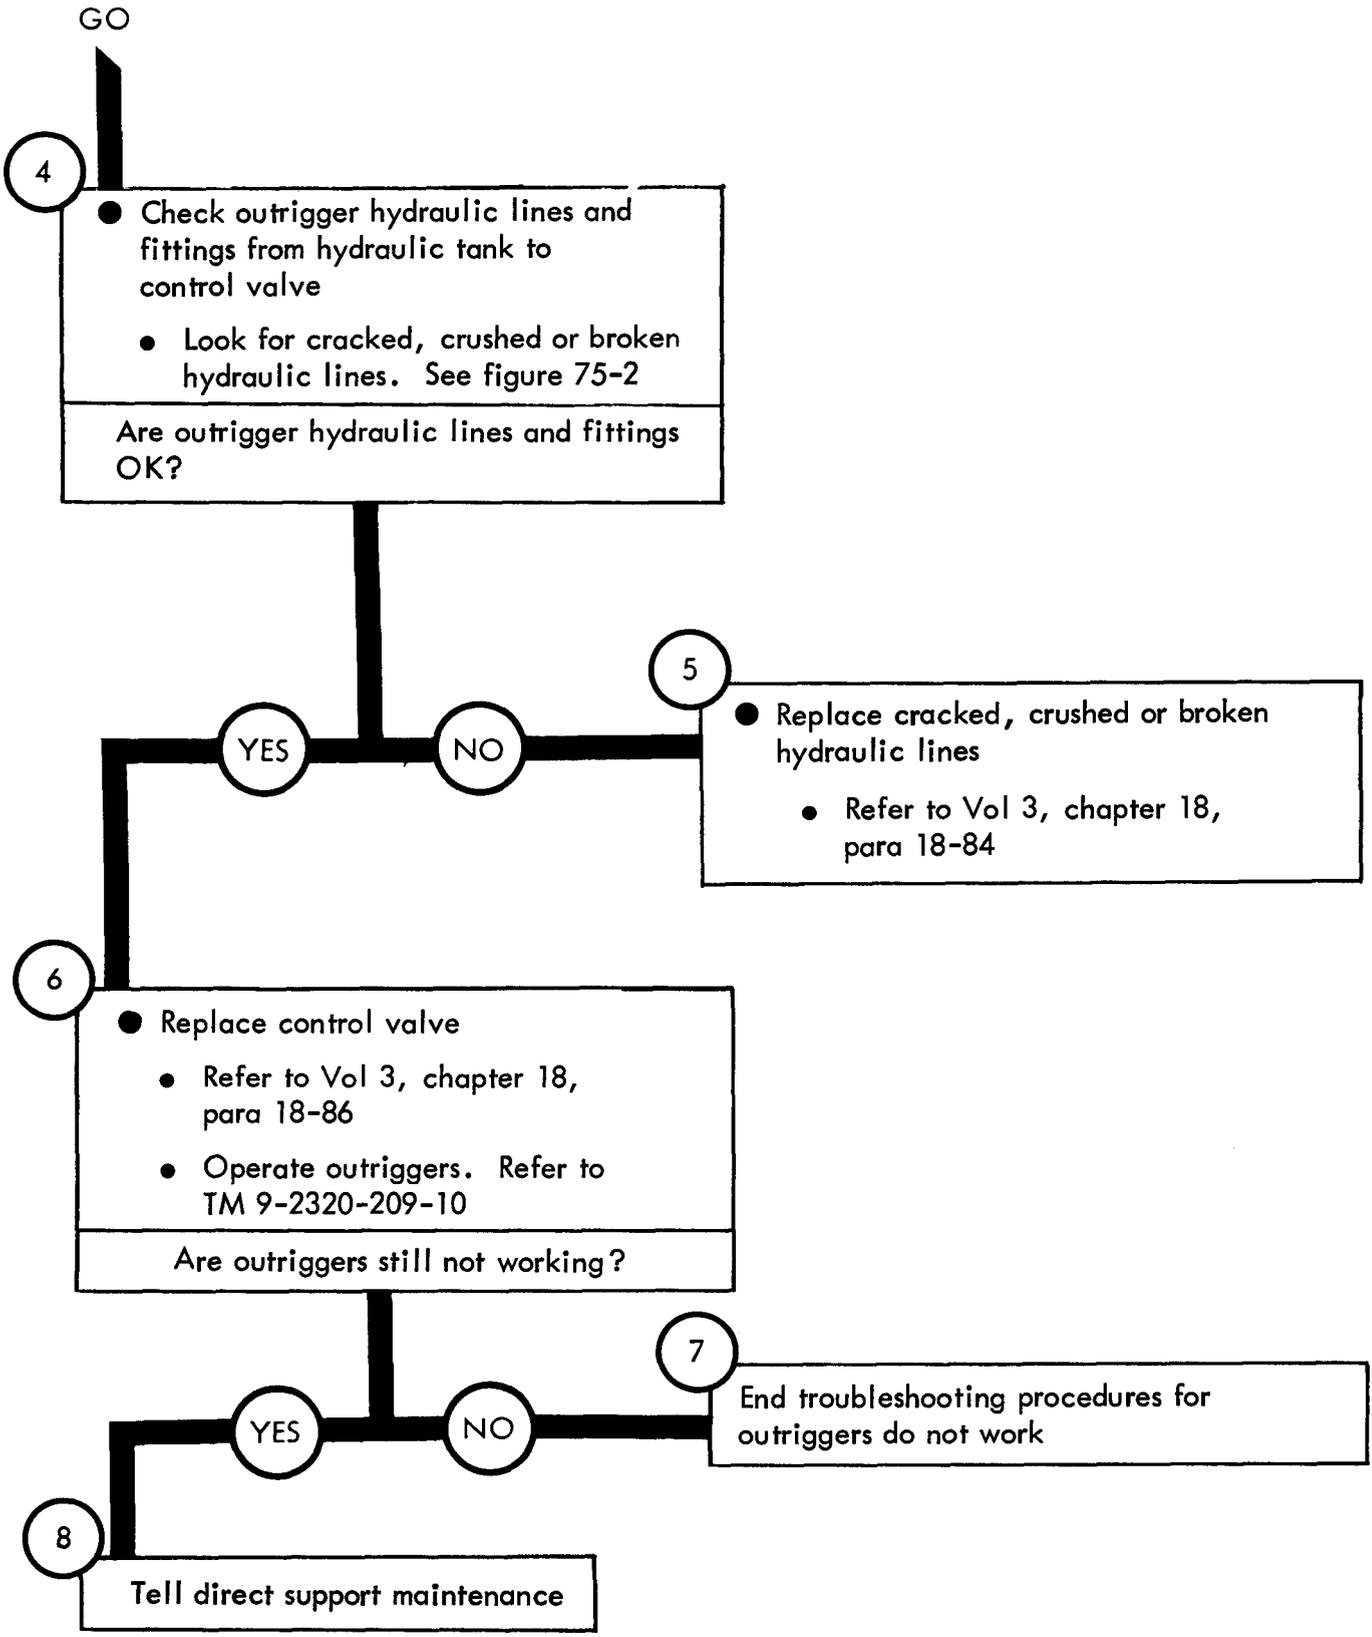 GO
4
● Check outrigger hydraulic lines and
fittings from hydraulic tank to
control valve
● Look for cracked, crushed or broken
hydraulic lines. See figure 75-2
Are outrigger hydraulic lines and fittings
OK?
YES
NO
5
● Replace cracked, crushed or broken
hydraulic lines
● Refer to Vol 3, chapter 18,
para 18-84
6
● Replace control valve
● Refer to Vol 3, chapter 18,
para 18-86
● Operate outriggers. Refer to
TM 9-2320-209-10
Are outriggers still not working?
YES
NO
7
End troubleshooting procedures for
outriggers do not work
8
Tell direct support maintenance